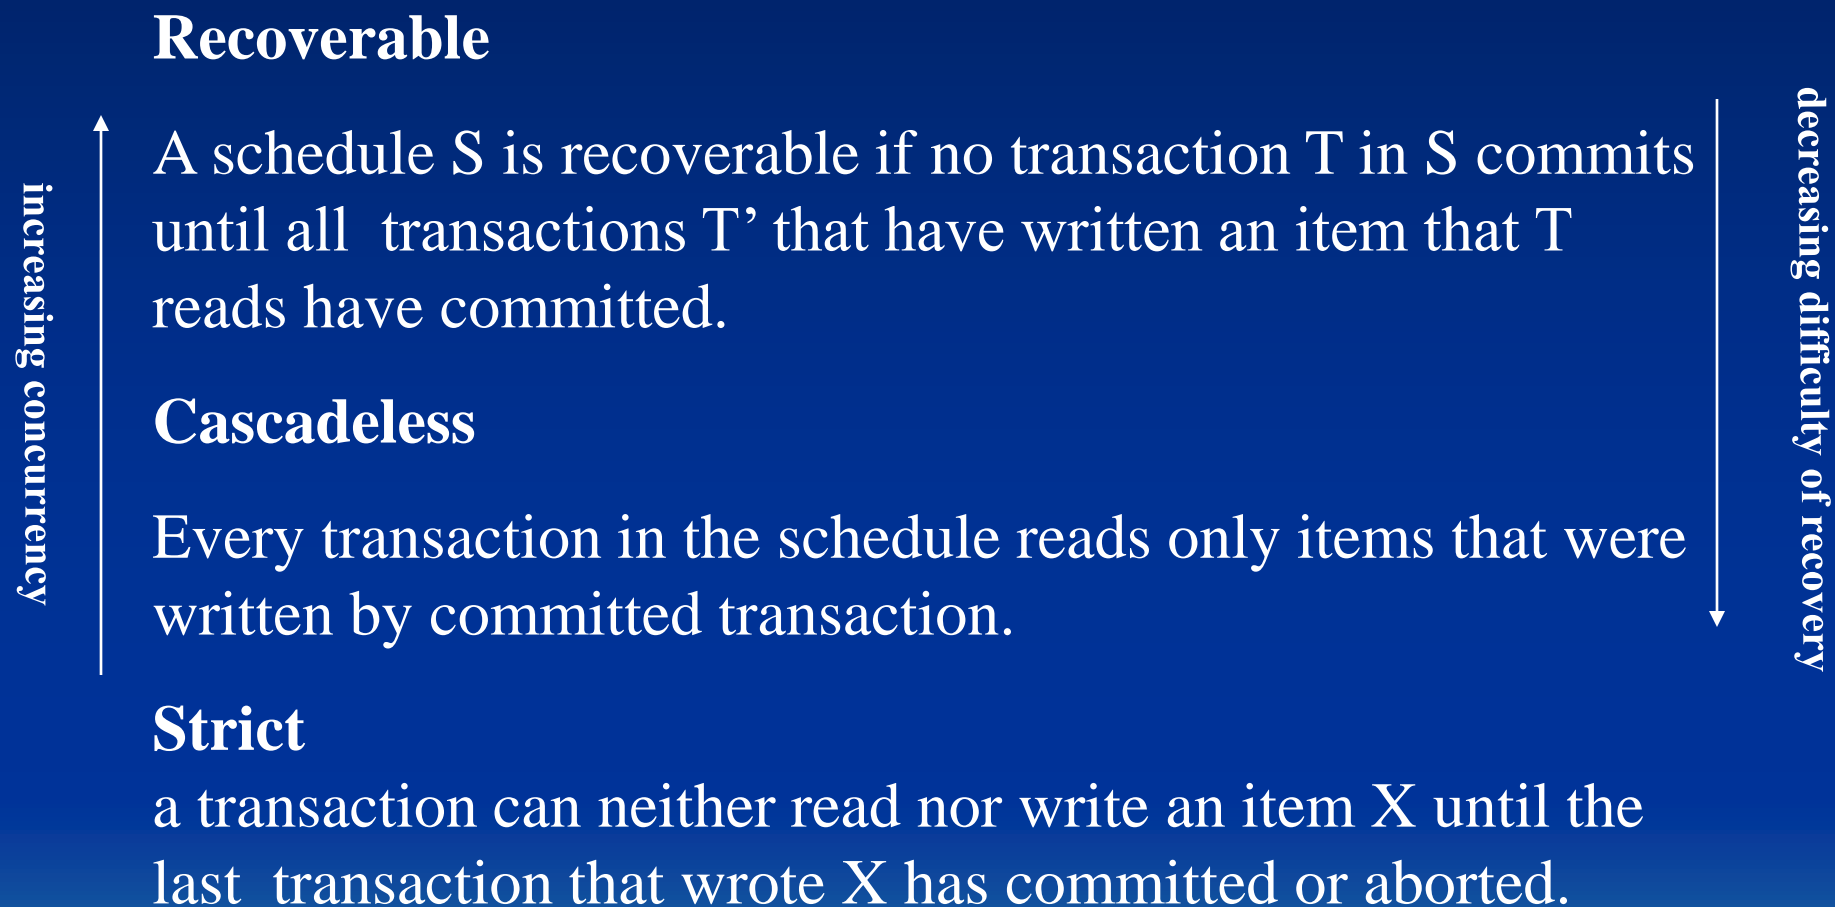 Recoverable
A schedule S is recoverable if no transaction T in S commits
until all  transactions T’ that have written an item that T
reads have committed.
Cascadeless
Every transaction in the schedule reads only items that were
written by committed transaction.
Strict
a transaction can neither read nor write an item X until the
last  transaction that wrote X has committed or aborted.
increasing concurrency
decreasing difficulty of recovery